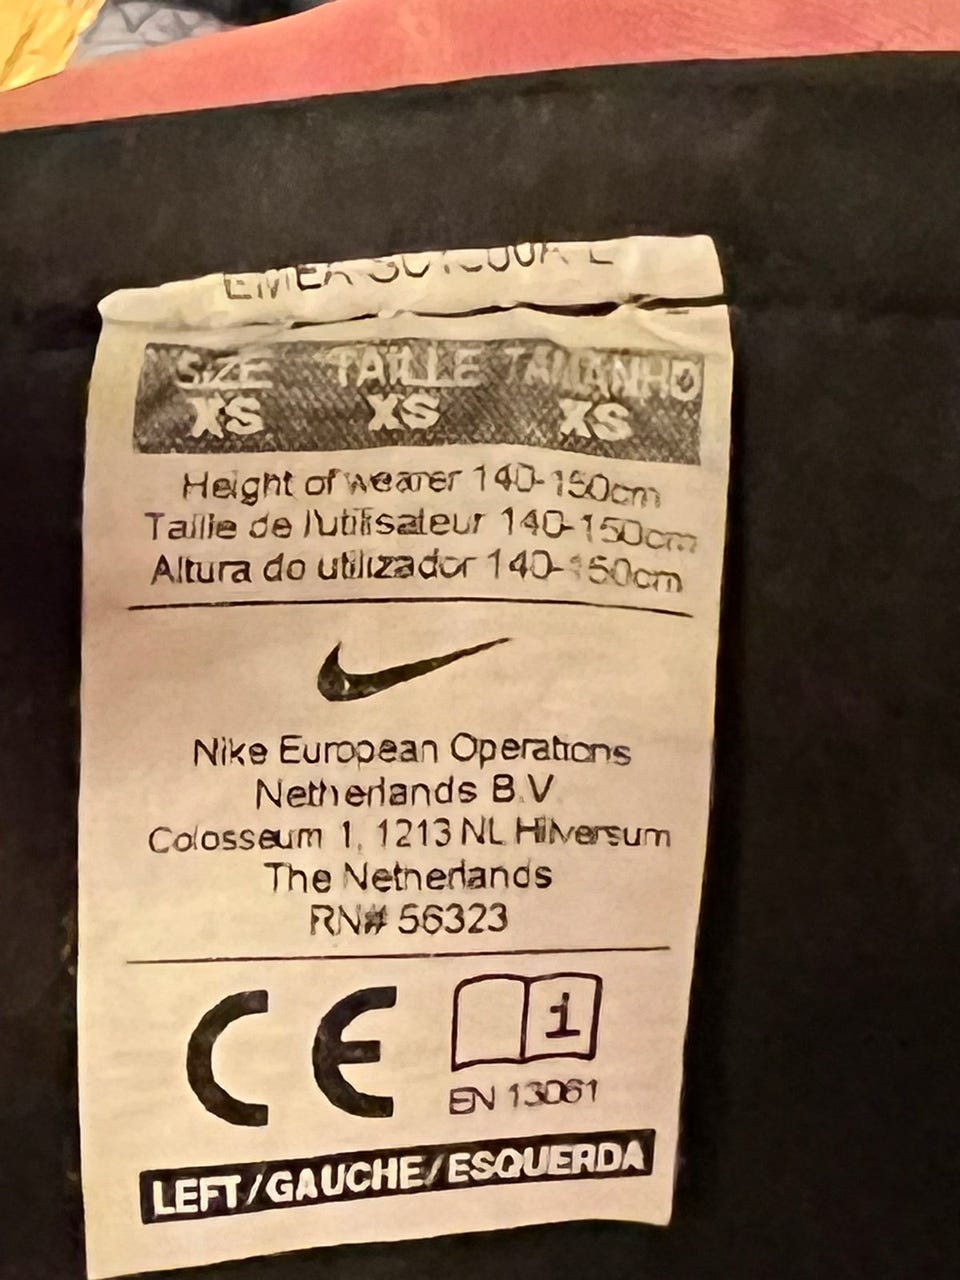 EMEA
SIZE TAILLE TAMANHO
XS XS XS
Height of wearer 140-150cm
Taille de l'utilisateur 140-150cm
Altura do utilizador 140-150cm
Nike European Operations
Netherlands B.V
Colosseum 1, 1213 NL Hilversum
The Netherlands
RN# 56323
CE
i
EN 13061
LEFT/GAUCHE/ESQUERDA